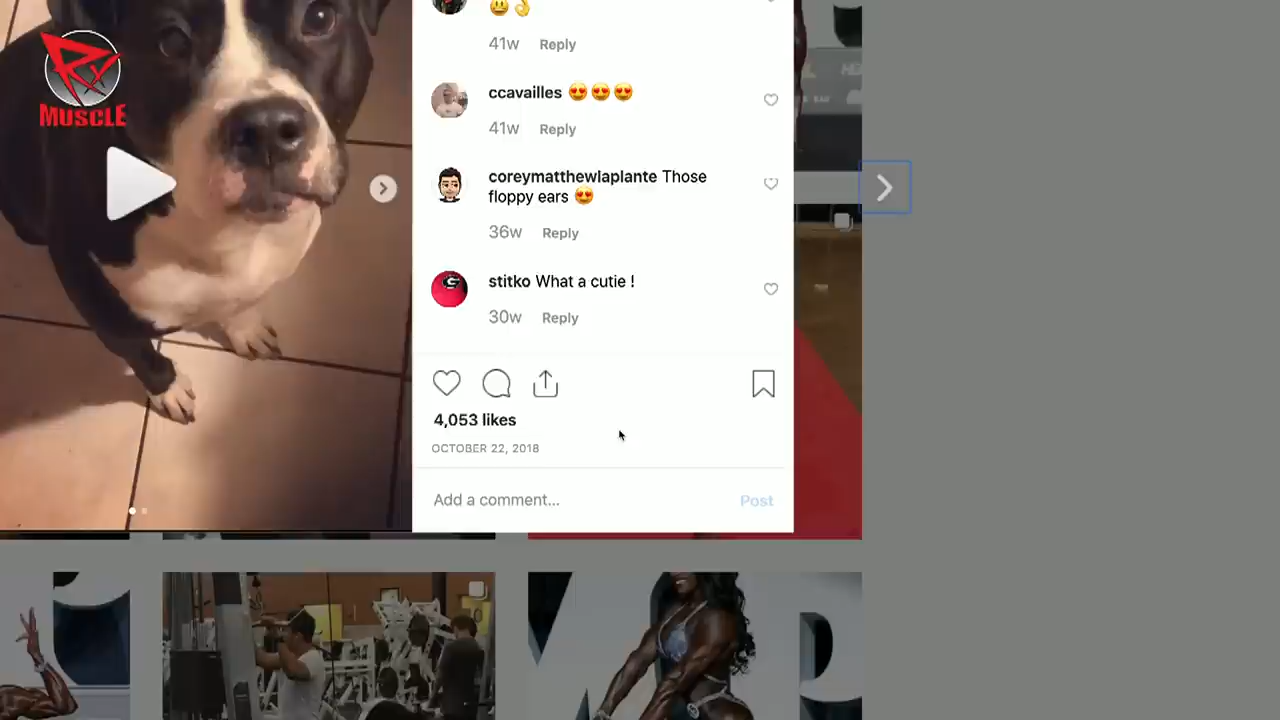 RX
MUSCLE
😃👌
41w Reply
ccavailles 😍😍😍
41w Reply
coreymatthewlaplante Those
floppy ears 😍
36w Reply
stitko What a cutie !
30w Reply
4,053 likes
OCTOBER 22, 2018
Add a comment... Post